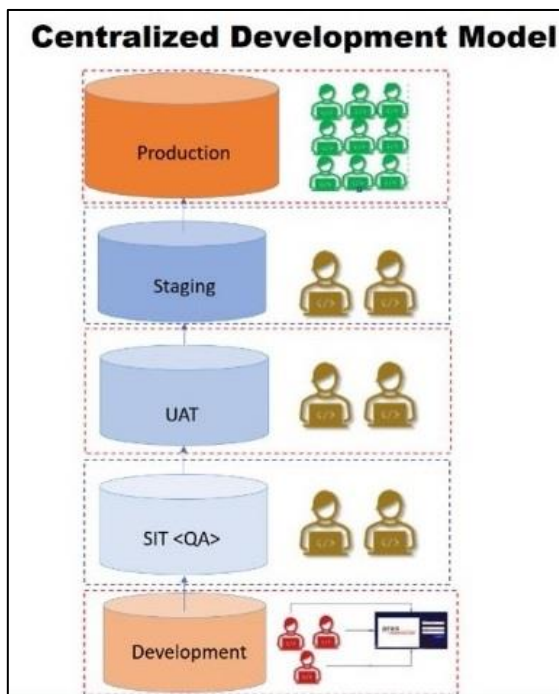 Centralized Development Model
Production
Staging
UAT
SIT <QA>
Development